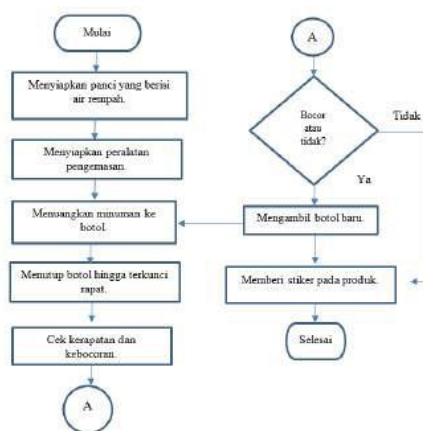 Mulai
Menyiapkan panci yang berisi
air rempah.
Menyiapkan peralatan
pengemasan.
Menuangkan minuman ke
botol.
Menutup botol hingga terkunci
rapat.
Cek kerapatan dan
kebocoran.
A
A
Bocor
atau
tidak?
Tidak
Ya
Mengambil botol baru.
Memberi stiker pada produk.
Selesai